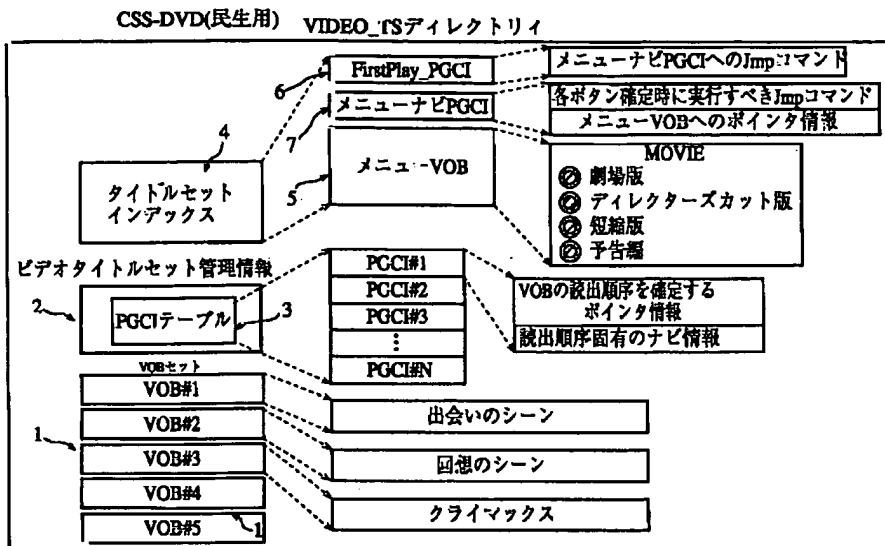 CSS-DVD(民生用)
VIDEO_TSディレクトリィ
6
FirstPlay_PGCI
メニューナビPGCIへのJmpコマンド
7
メニューナビPGCI
各ボタン確定時に実行すべきJmpコマンド
メニューVOBへのポインタ情報
4
タイトルセット
インデックス
5
メニューVOB
MOVIE
劇場版
ディレクターズカット版
短縮版
予告編
ビデオタイトルセット管理情報
2
PGCIテーブル
3
PGCI#1
PGCI#2
PGCI#3
⋮
PGCI#N
VOBの読出順序を確定する
ポインタ情報
読出順序固有のナビ情報
VOBセット
1
VOB#1
VOB#2
VOB#3
VOB#4
VOB#5
1
出会いのシーン
回想のシーン
クライマックス